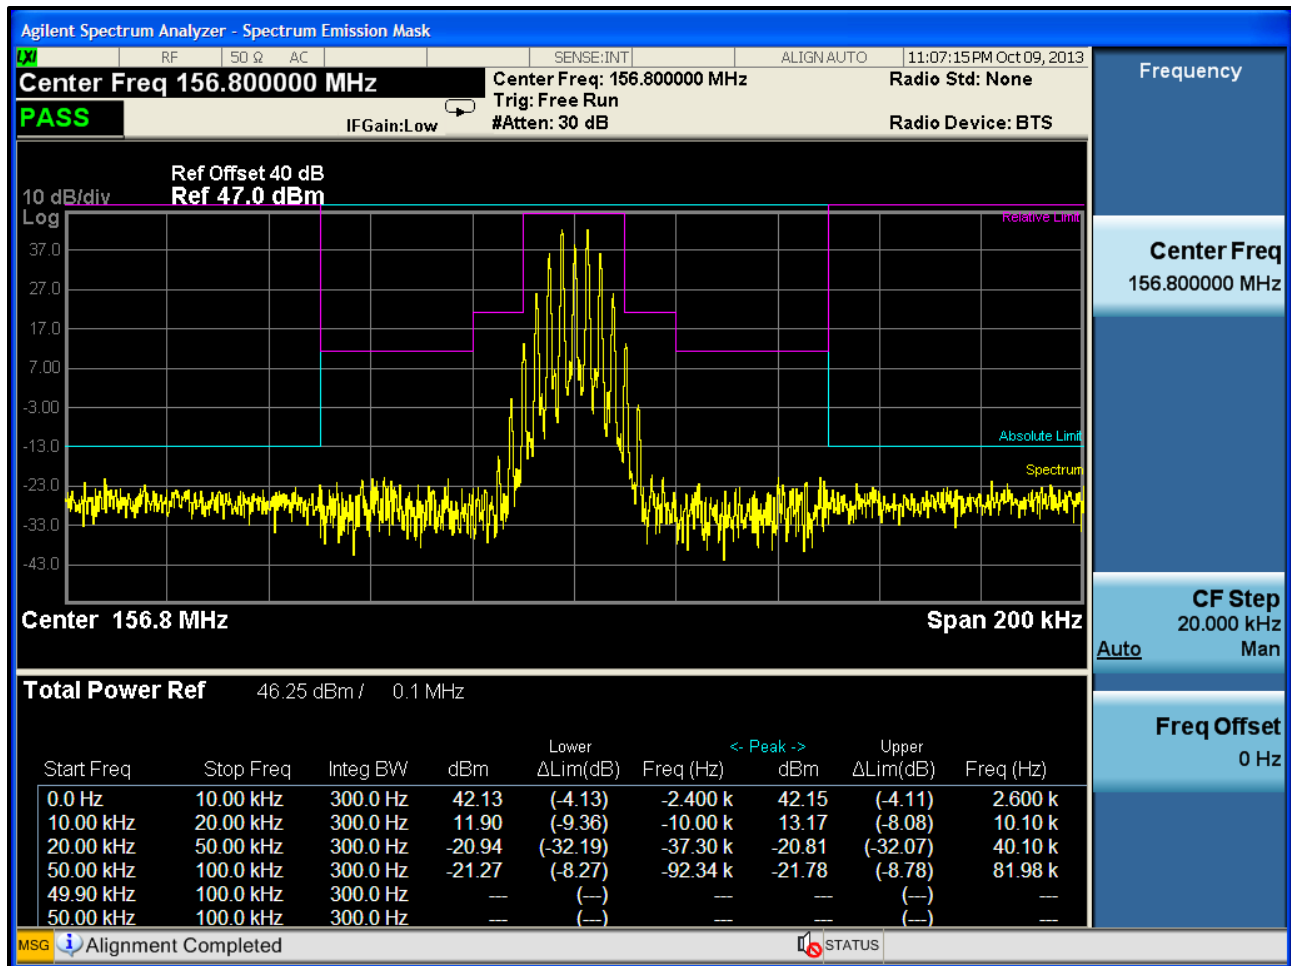 Agilent Spectrum Analyzer - Spectrum Emission Mask
LXI RF 50 Ω AC SENSE:INT ALIGN AUTO 11:07:15 PM Oct 09, 2013
Center Freq 156.800000 MHz
Center Freq: 156.800000 MHz
Radio Std: None
Trig: Free Run
PASS
IFGain:Low
#Atten: 30 dB
Radio Device: BTS
Ref Offset 40 dB
10 dB/div Ref 47.0 dBm
Log
Relative Limit
37.0
27.0
17.0
7.00
-3.00
-13.0
Absolute Limit
Spectrum
-23.0
-33.0
-43.0
Center 156.8 MHz
Span 200 kHz
Total Power Ref 46.25 dBm / 0.1 MHz
Lower <- Peak -> Upper
Start Freq Stop Freq Integ BW dBm ΔLim(dB) Freq (Hz) dBm ΔLim(dB) Freq (Hz)
0.0 Hz 10.00 kHz 300.0 Hz 42.13 (-4.13) -2.400 k 42.15 (-4.11) 2.600 k
10.00 kHz 20.00 kHz 300.0 Hz 11.90 (-9.36) -10.00 k 13.17 (-8.08) 10.10 k
20.00 kHz 50.00 kHz 300.0 Hz -20.94 (-32.19) -37.30 k -20.81 (-32.07) 40.10 k
50.00 kHz 100.0 kHz 300.0 Hz -21.27 (-8.27) -92.34 k -21.78 (-8.78) 81.98 k
49.90 kHz 100.0 kHz 300.0 Hz --- (---) --- --- (---) ---
50.00 kHz 100.0 kHz 300.0 Hz --- (---) --- --- (---) ---
MSG Alignment Completed STATUS
Frequency
Center Freq
156.800000 MHz
CF Step
20.000 kHz
Auto Man
Freq Offset
0 Hz